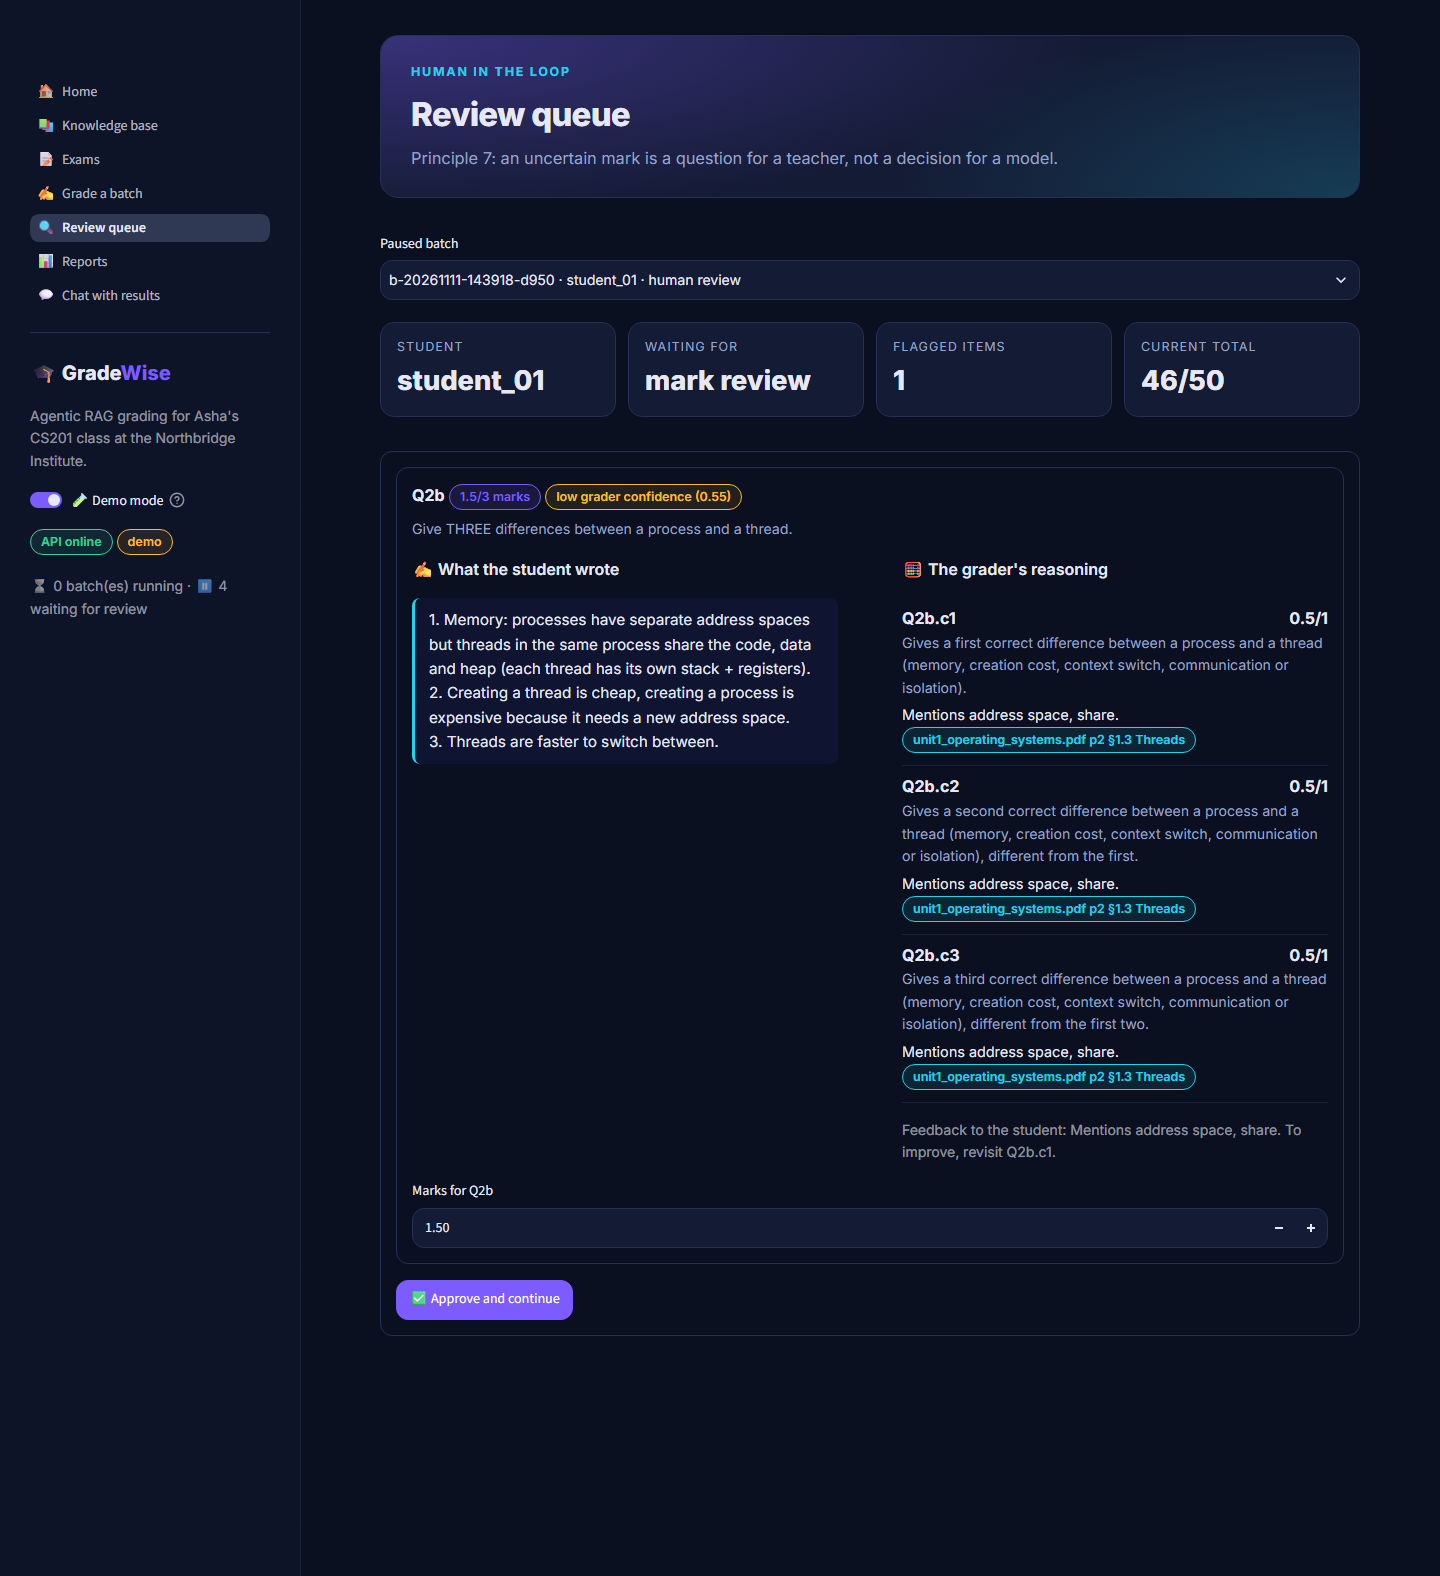 Home
Knowledge base
Exams
Grade a batch
Review queue
Reports
Chat with results
GradeWise
Agentic RAG grading for Asha's
CS201 class at the Northbridge
Institute.
Demo mode
API online demo
0 batch(es) running · 4
waiting for review
HUMAN IN THE LOOP
Review queue
Principle 7: an uncertain mark is a question for a teacher, not a decision for a model.
Paused batch
b-20261111-143918-d950 · student_01 · human review
STUDENT
student_01
WAITING FOR
mark review
FLAGGED ITEMS
1
CURRENT TOTAL
46/50
Q2b 1.5/3 marks low grader confidence (0.55)
Give THREE differences between a process and a thread.
What the student wrote
1. Memory: processes have separate address spaces
but threads in the same process share the code, data
and heap (each thread has its own stack + registers).
2. Creating a thread is cheap, creating a process is
expensive because it needs a new address space.
3. Threads are faster to switch between.
The grader's reasoning
Q2b.c1 0.5/1
Gives a first correct difference between a process and a thread
(memory, creation cost, context switch, communication or
isolation).
Mentions address space, share.
unit1_operating_systems.pdf p2 §1.3 Threads
Q2b.c2 0.5/1
Gives a second correct difference between a process and a
thread (memory, creation cost, context switch, communication
or isolation), different from the first.
Mentions address space, share.
unit1_operating_systems.pdf p2 §1.3 Threads
Q2b.c3 0.5/1
Gives a third correct difference between a process and a thread
(memory, creation cost, context switch, communication or
isolation), different from the first two.
Mentions address space, share.
unit1_operating_systems.pdf p2 §1.3 Threads
Feedback to the student: Mentions address space, share. To
improve, revisit Q2b.c1.
Marks for Q2b
1.50
Approve and continue